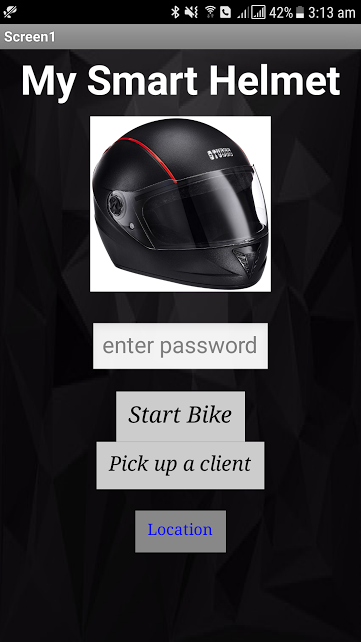 42% 3:13 am
Screen1
My Smart Helmet
enter password
Start Bike
Pick up a client
Location